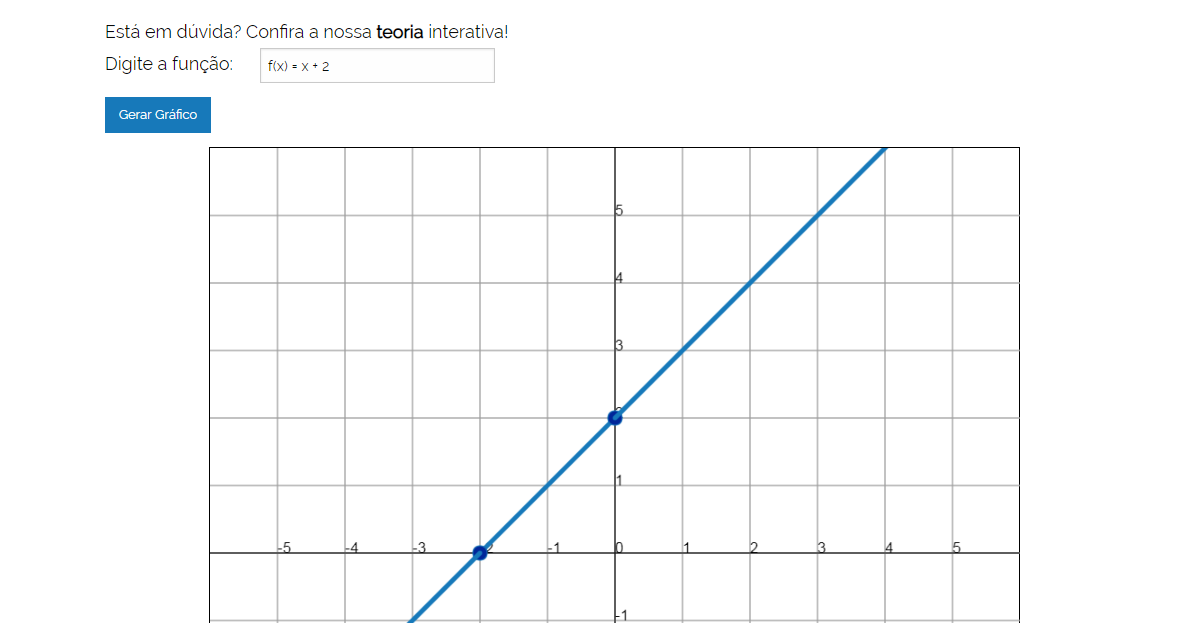 Está em dúvida? Confira a nossa teoria interativa!
Digite a função:
f(x) = x + 2
Gerar Gráfico
5
4
3
2
1
-5 -4 -3 -2 -1 0 1 2 3 4 5
-1